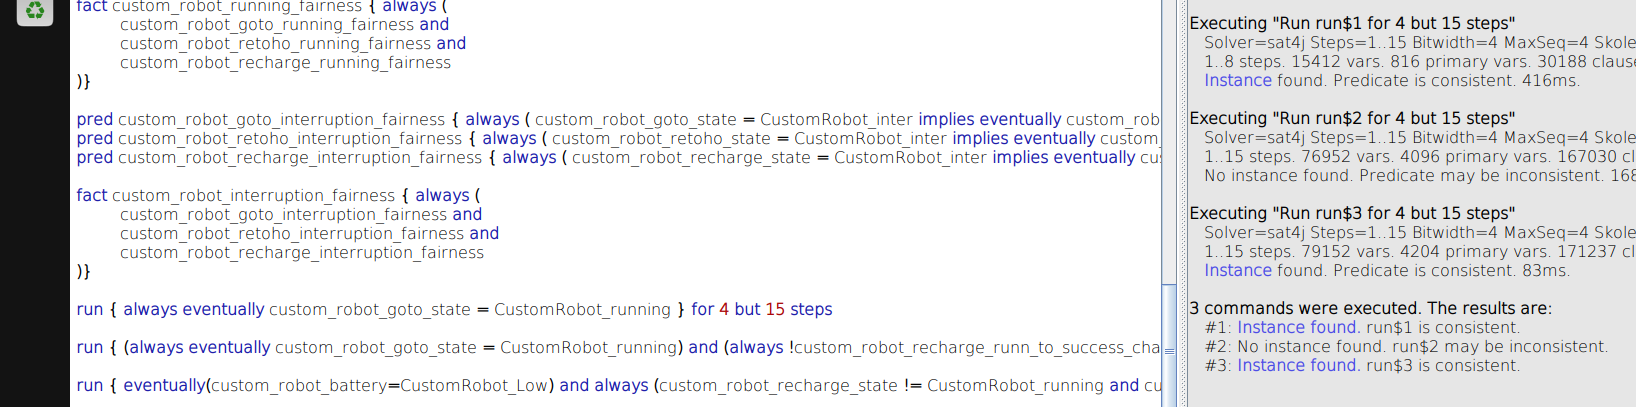 fact custom_robot_running_fairness { always (
custom_robot_goto_running_fairness and
custom_robot_retoho_running_fairness and
custom_robot_recharge_running_fairness
)}
pred custom_robot_goto_interruption_fairness { always ( custom_robot_goto_state = CustomRobot_inter implies eventually custom_rob
pred custom_robot_retoho_interruption_fairness { always ( custom_robot_retoho_state = CustomRobot_inter implies eventually custom_
pred custom_robot_recharge_interruption_fairness { always ( custom_robot_recharge_state = CustomRobot_inter implies eventually cu
fact custom_robot_interruption_fairness { always (
custom_robot_goto_interruption_fairness and
custom_robot_retoho_interruption_fairness and
custom_robot_recharge_interruption_fairness
)}
run { always eventually custom_robot_goto_state = CustomRobot_running } for 4 but 15 steps
run { (always eventually custom_robot_goto_state = CustomRobot_running) and (always !custom_robot_recharge_runn_to_success_cha
run { eventually(custom_robot_battery=CustomRobot_Low) and always (custom_robot_recharge_state != CustomRobot_running and cu
Executing "Run run$1 for 4 but 15 steps"
Solver=sat4j Steps=1..15 Bitwidth=4 MaxSeq=4 Skole
1..8 steps. 15412 vars. 816 primary vars. 30188 clause
Instance found. Predicate is consistent. 416ms.
Executing "Run run$2 for 4 but 15 steps"
Solver=sat4j Steps=1..15 Bitwidth=4 MaxSeq=4 Skole
1..15 steps. 76952 vars. 4096 primary vars. 167030 cl
No instance found. Predicate may be inconsistent. 168
Executing "Run run$3 for 4 but 15 steps"
Solver=sat4j Steps=1..15 Bitwidth=4 MaxSeq=4 Skole
1..15 steps. 79152 vars. 4204 primary vars. 171237 cl
Instance found. Predicate is consistent. 83ms.
3 commands were executed. The results are:
#1: Instance found. run$1 is consistent.
#2: No instance found. run$2 may be inconsistent.
#3: Instance found. run$3 is consistent.